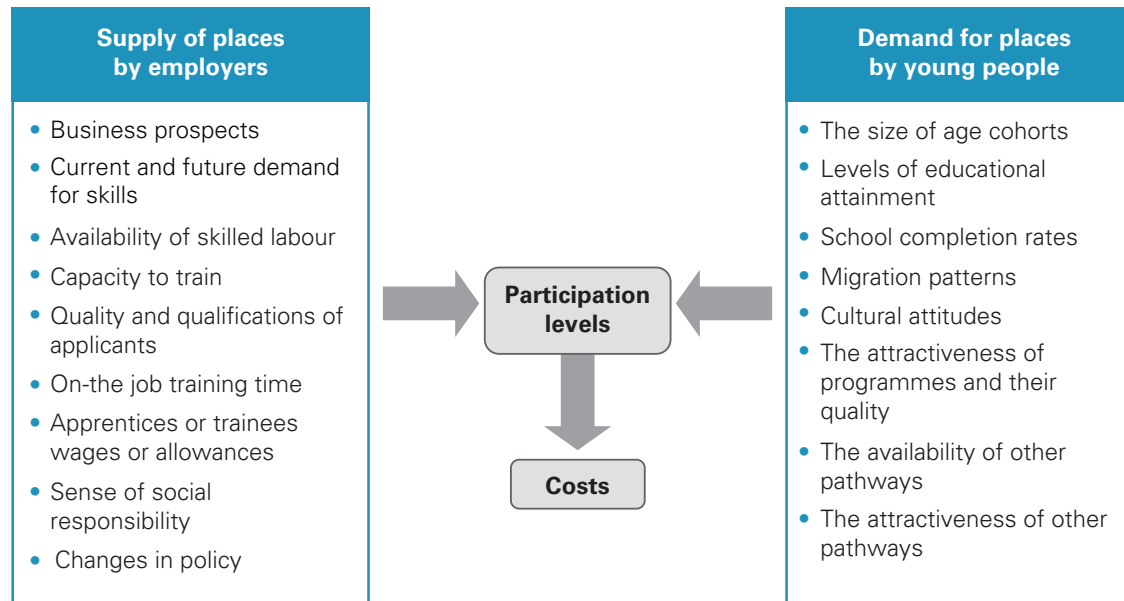 Supply of places
by employers
• Business prospects
• Current and future demand
for skills
• Availability of skilled labour
• Capacity to train
• Quality and qualifications of
applicants
• On-the job training time
• Apprentices or trainees
wages or allowances
• Sense of social
responsibility
• Changes in policy
Participation
levels
Costs
Demand for places
by young people
• The size of age cohorts
• Levels of educational
attainment
• School completion rates
• Migration patterns
• Cultural attitudes
• The attractiveness of
programmes and their
quality
• The availability of other
pathways
• The attractiveness of other
pathways